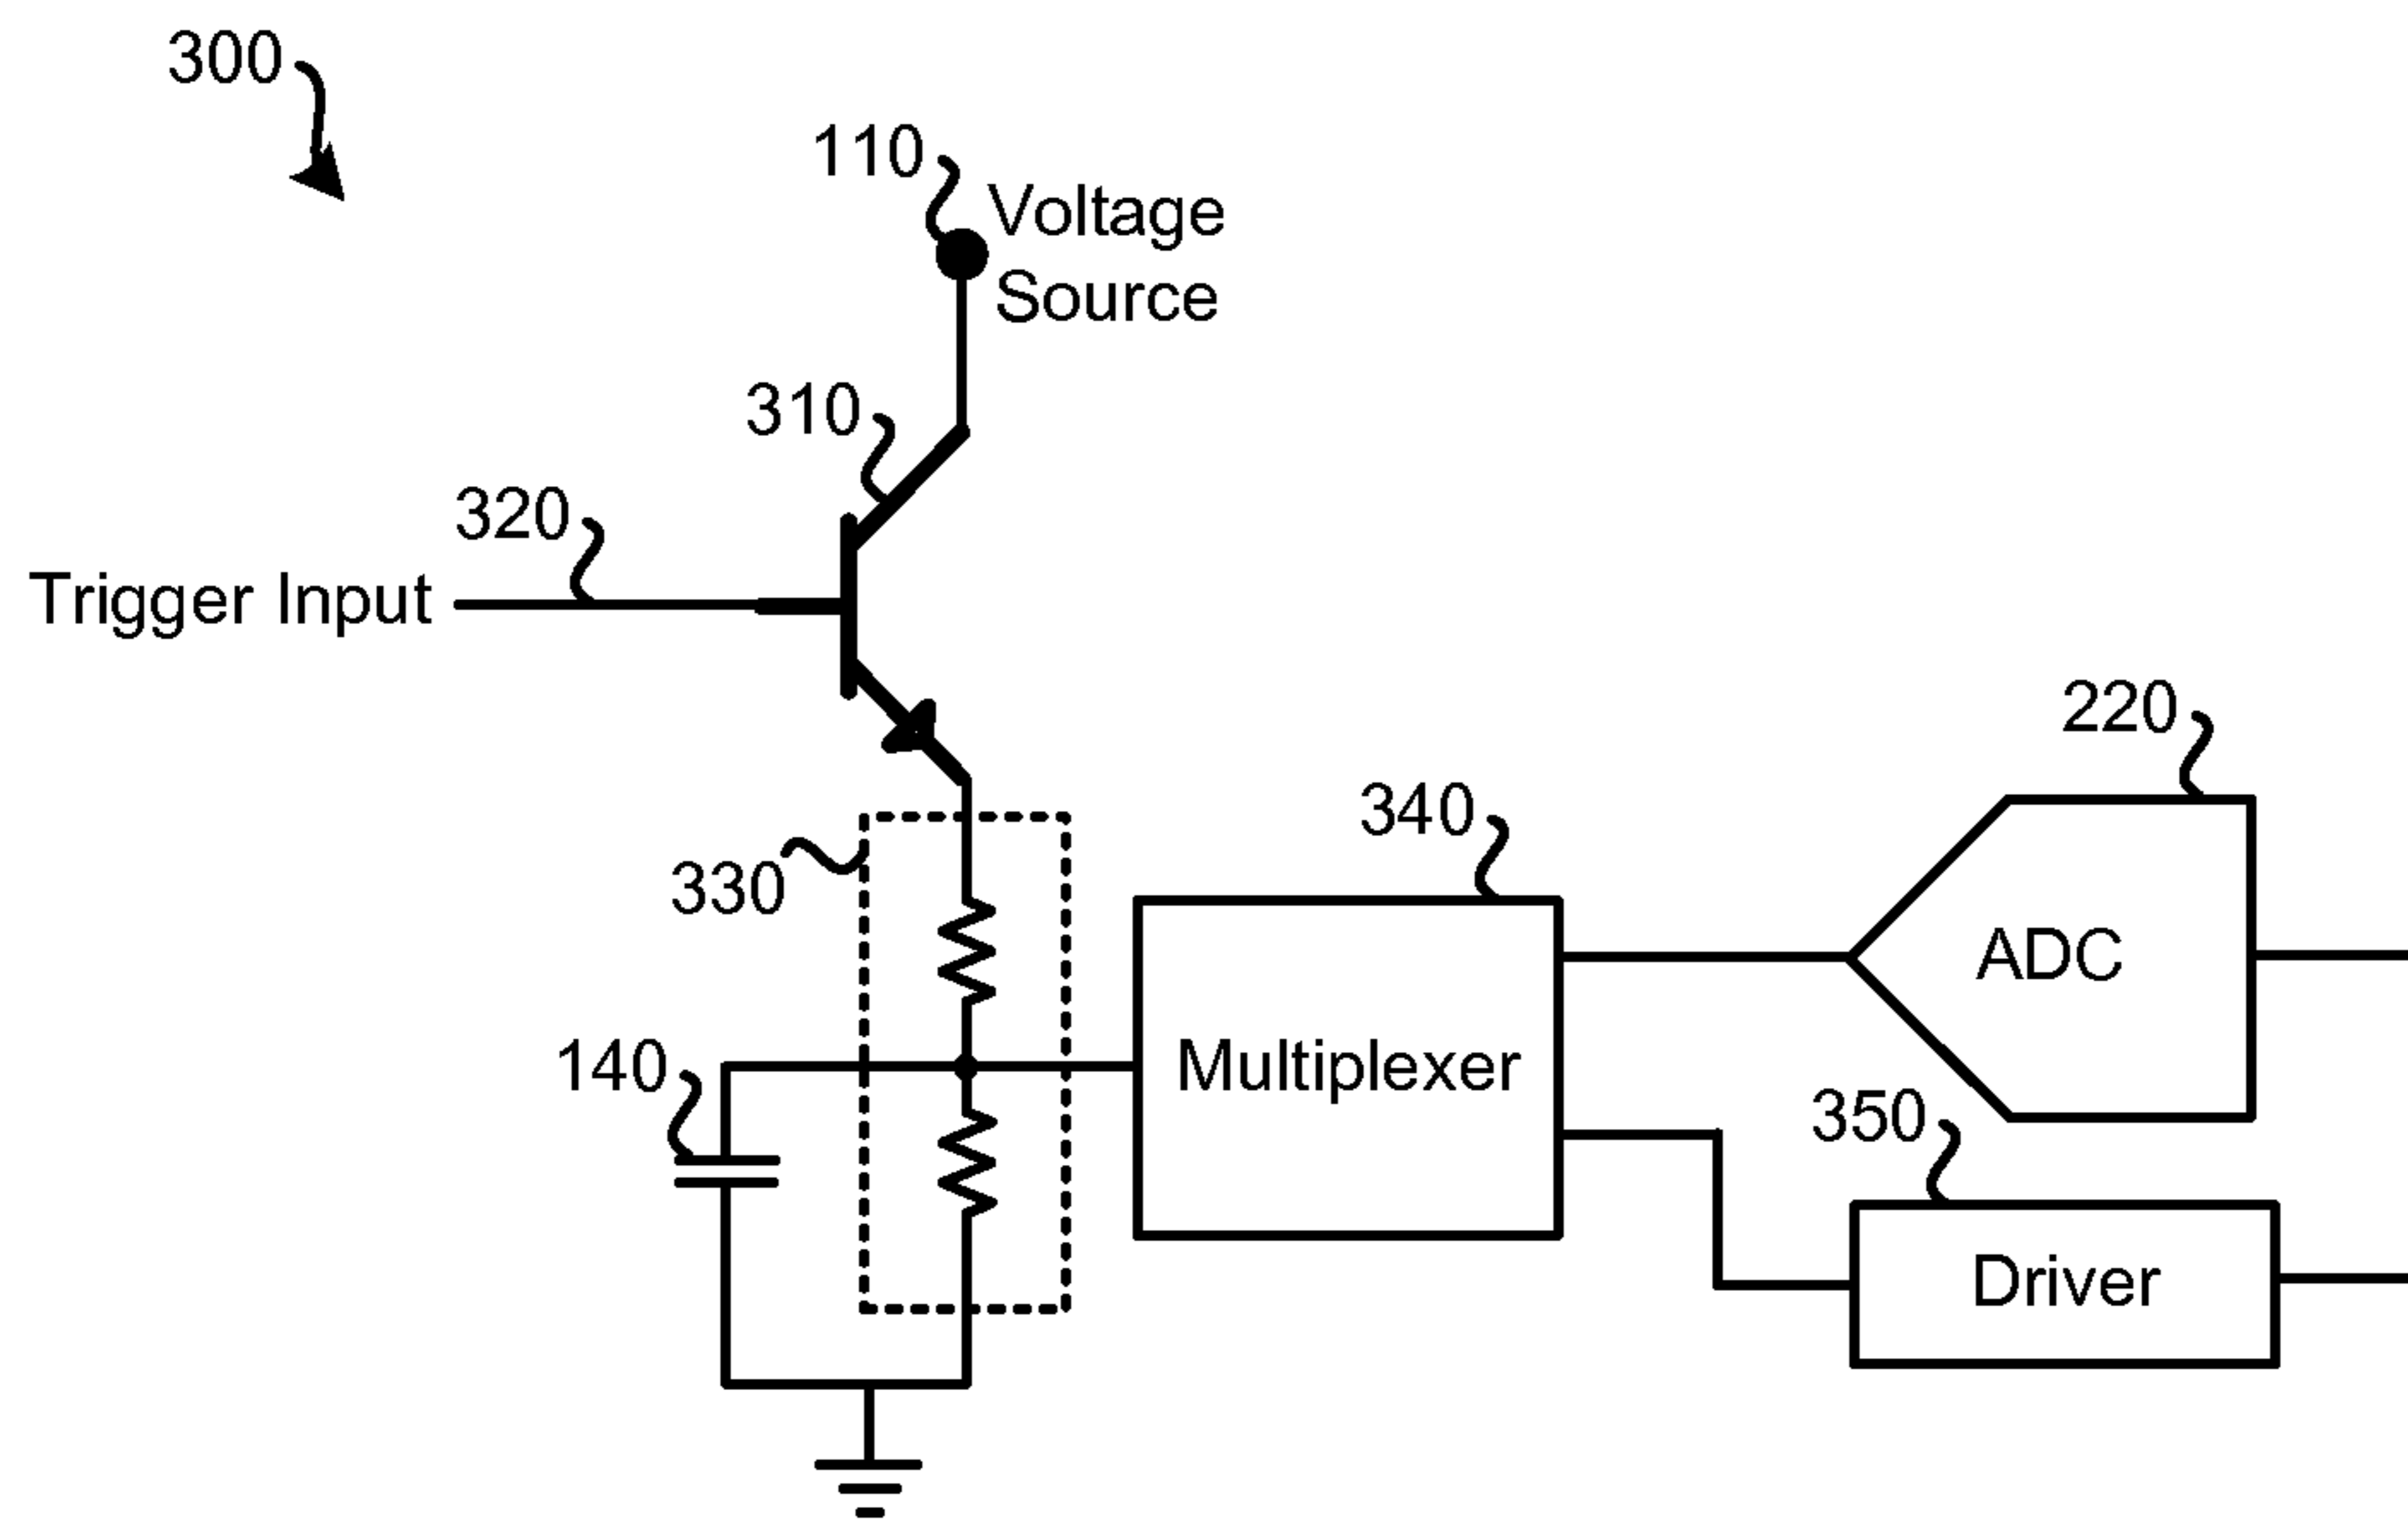 300
110
Voltage
Source
310
320
Trigger Input
220
340
330
ADC
140
Multiplexer
350
Driver